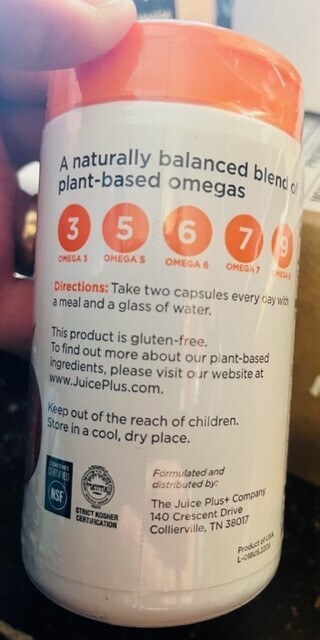 A naturally balanced blend of
plant-based omegas
3 5 6 7 9
OMEGA 3 OMEGA 5 OMEGA 6 OMEGA 7
Directions: Take two capsules every day with
a meal and a glass of water.
This product is gluten-free.
To find out more about our plant-based
ingredients, please visit our website at
www.JuicePlus.com.
Keep out of the reach of children.
Store in a cool, dry place.
CONTENTS
CERTIFIED
NSF
STRICT KOSHER
CERTIFICATION
Formulated and
distributed by:
The Juice Plus+ Company
140 Crescent Drive
Collierville, TN 38017
Product of USA